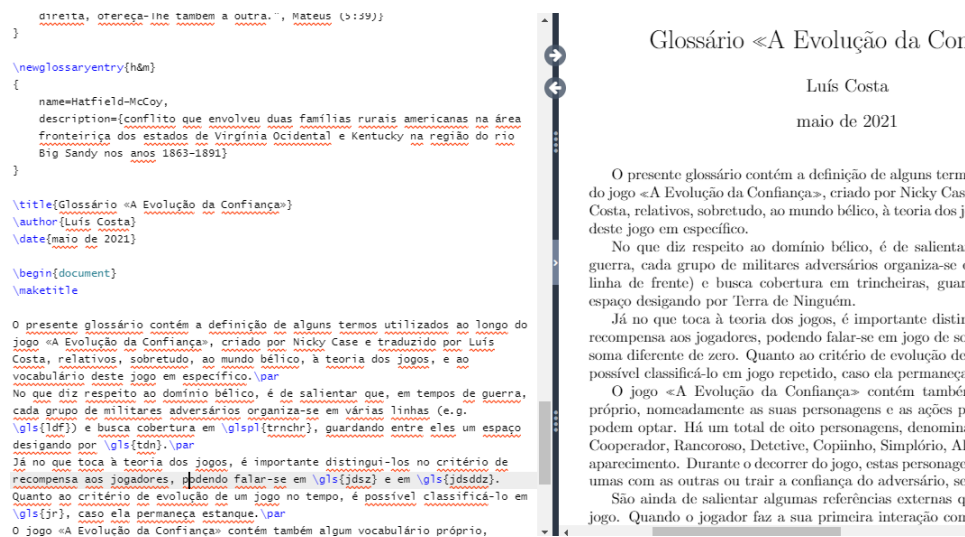 direita, ofereça-lhe também a outra.", Mateus (5:39)}
}
\newglossaryentry{h&m}
{
name=Hatfield-McCoy,
description={conflito que envolveu duas famílias rurais americanas na área
fronteiriça dos estados de Virgínia Ocidental e Kentucky na região do rio
Big Sandy nos anos 1863-1891}
}
\title{Glossário «A Evolução da Confiança»}
\author{Luís Costa}
\date{maio de 2021}
\begin{document}
\maketitle
O presente glossário contém a definição de alguns termos utilizados ao longo do
jogo «A Evolução da Confiança», criado por Nicky Case e traduzido por Luís
Costa, relativos, sobretudo, ao mundo bélico, à teoria dos jogos, e ao
vocabulário deste jogo em específico.\par
No que diz respeito ao domínio bélico, é de salientar que, em tempos de guerra,
cada grupo de militares adversários organiza-se em várias linhas (e.g.
\gls{ldf}) e busca cobertura em \glspl{trnchr}, guardando entre eles um espaço
desigando por \gls{tdn}.\par
Já no que toca à teoria dos jogos, é importante distingui-los no critério de
recompensa aos jogadores, podendo falar-se em \gls{jdsz} e em \gls{jdsddz}.
Quanto ao critério de evolução de um jogo no tempo, é possível classificá-lo em
\gls{jr}, caso ela permaneça estanque.\par
O jogo «A Evolução da Confiança» contém também algum vocabulário próprio,
Glossário «A Evolução da Con
Luís Costa
maio de 2021
O presente glossário contém a definição de alguns term
do jogo «A Evolução da Confiança», criado por Nicky Cas
Costa, relativos, sobretudo, ao mundo bélico, à teoria dos j
deste jogo em específico.
No que diz respeito ao domínio bélico, é de salienta
guerra, cada grupo de militares adversários organiza-se e
linha de frente) e busca cobertura em trincheiras, guar
espaço desigando por Terra de Ninguém.
Já no que toca à teoria dos jogos, é importante distin
recompensa aos jogadores, podendo falar-se em jogo de so
soma diferente de zero. Quanto ao critério de evolução de
possível classificá-lo em jogo repetido, caso ela permaneça
O jogo «A Evolução da Confiança» contém també
próprio, nomeadamente as suas personagens e as ações p
podem optar. Há um total de oito personagens, denomina
Cooperador, Rancoroso, Detetive, Copiinho, Simplório, Al
aparecimento. Durante o decorrer do jogo, estas personage
umas com as outras ou trair a confiança do adversário, se
São ainda de salientar algumas referências externas q
jogo. Quando o jogador faz a sua primeira interação com